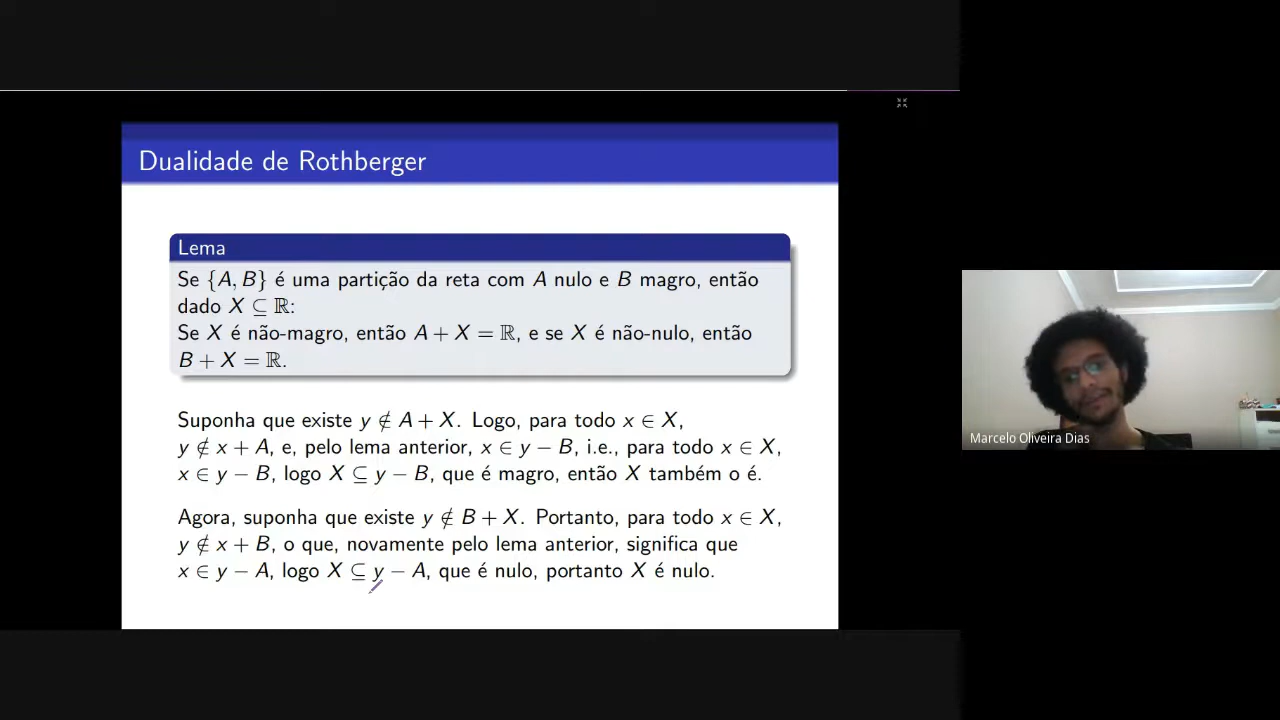 Dualidade de Rothberger
Lema
Se {A, B} é uma partição da reta com A nulo e B magro, então
dado X ⊆ ℝ:
Se X é não-magro, então A + X = ℝ, e se X é não-nulo, então
B + X = ℝ.
Suponha que existe y ∉ A + X. Logo, para todo x ∈ X,
y ∉ x + A, e, pelo lema anterior, x ∈ y − B, i.e., para todo x ∈ X,
x ∈ y − B, logo X ⊆ y − B, que é magro, então X também o é.
Agora, suponha que existe y ∉ B + X. Portanto, para todo x ∈ X,
y ∉ x + B, o que, novamente pelo lema anterior, significa que
x ∈ y − A, logo X ⊆ y − A, que é nulo, portanto X é nulo.
Marcelo Oliveira Dias